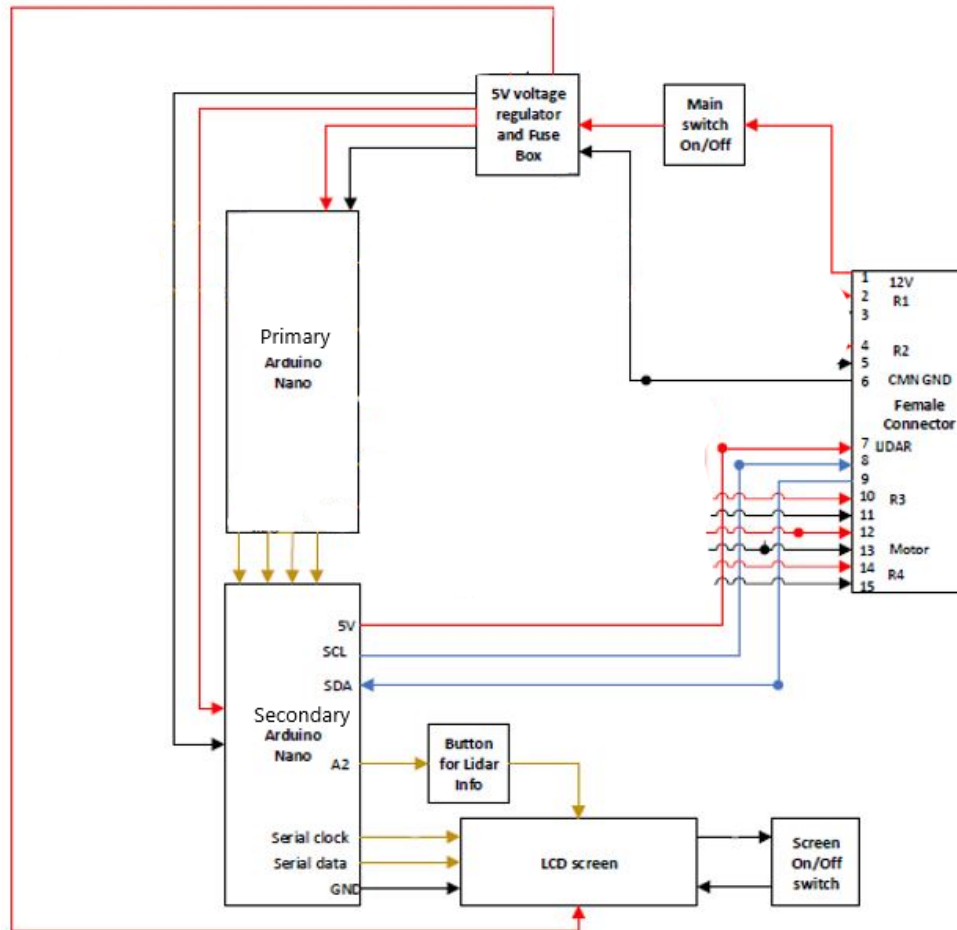 5V voltage
regulator
and Fuse
Box
Main
switch
On/Off
Primary
Arduino
Nano
1
12V
2
R1
3
4
R2
5
6
CMN GND
Female
Connector
7
LIDAR
8
9
10
R3
11
12
13
Motor
14
R4
15
5V
SCL
SDA
Secondary
Arduino
Nano
A2
Serial clock
Serial data
GND
Button
for Lidar
Info
LCD screen
Screen
On/Off
switch